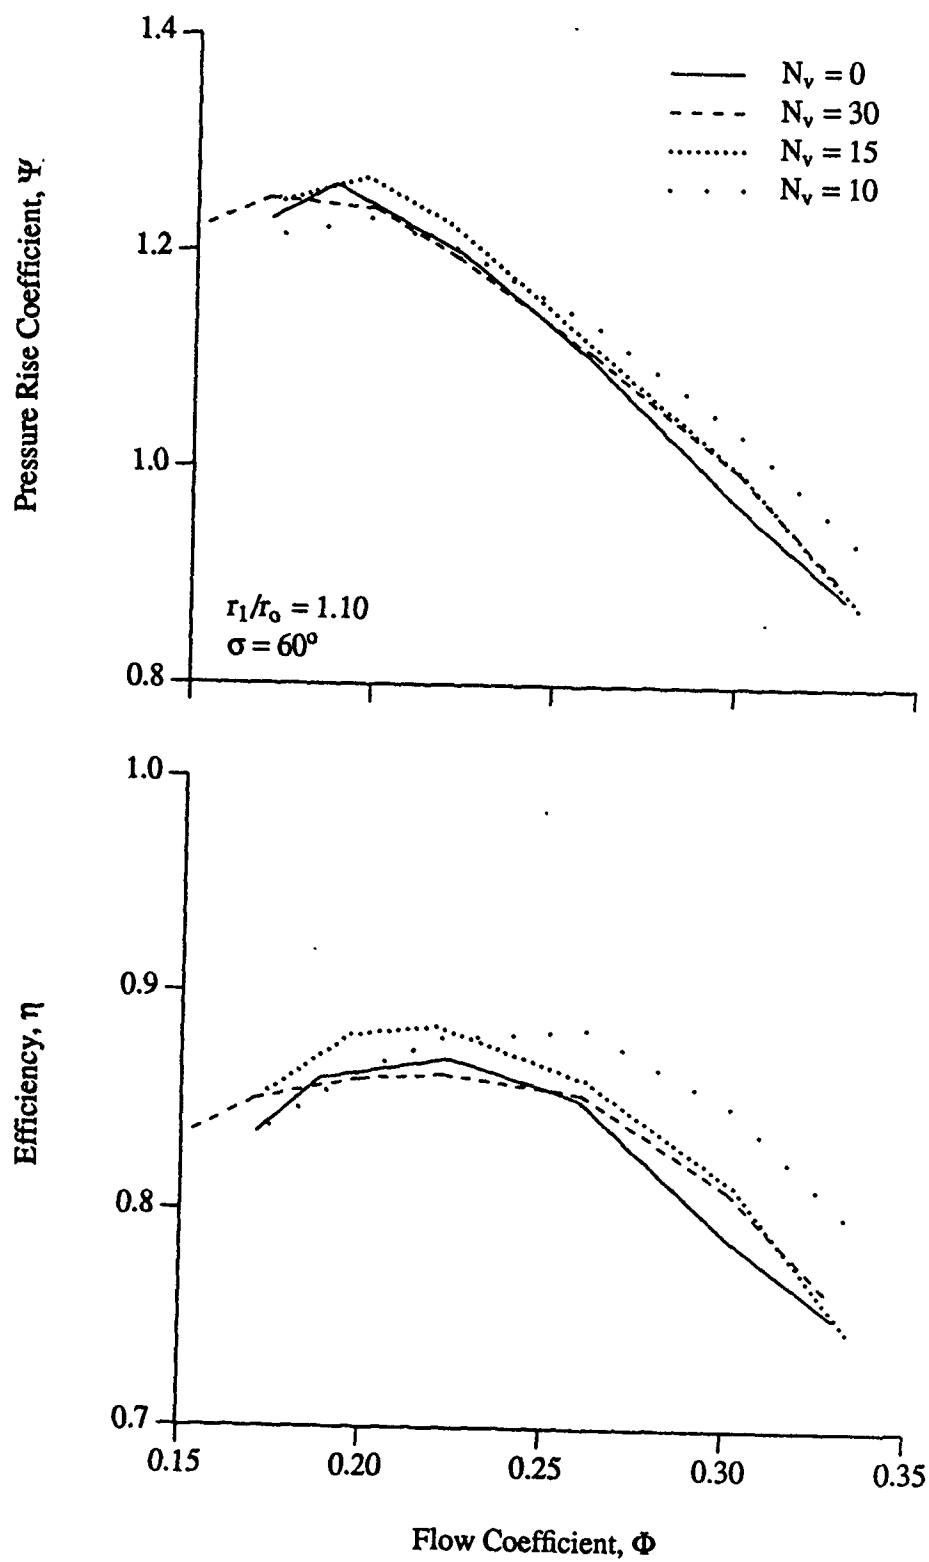 1.4
N_v = 0
N_v = 30
N_v = 15
N_v = 10
Pressure Rise Coefficient, Ψ
1.2
1.0
r_1/r_o = 1.10
σ = 60°
0.8
1.0
0.9
Efficiency, η
0.8
0.7
0.15 0.20 0.25 0.30 0.35
Flow Coefficient, Φ